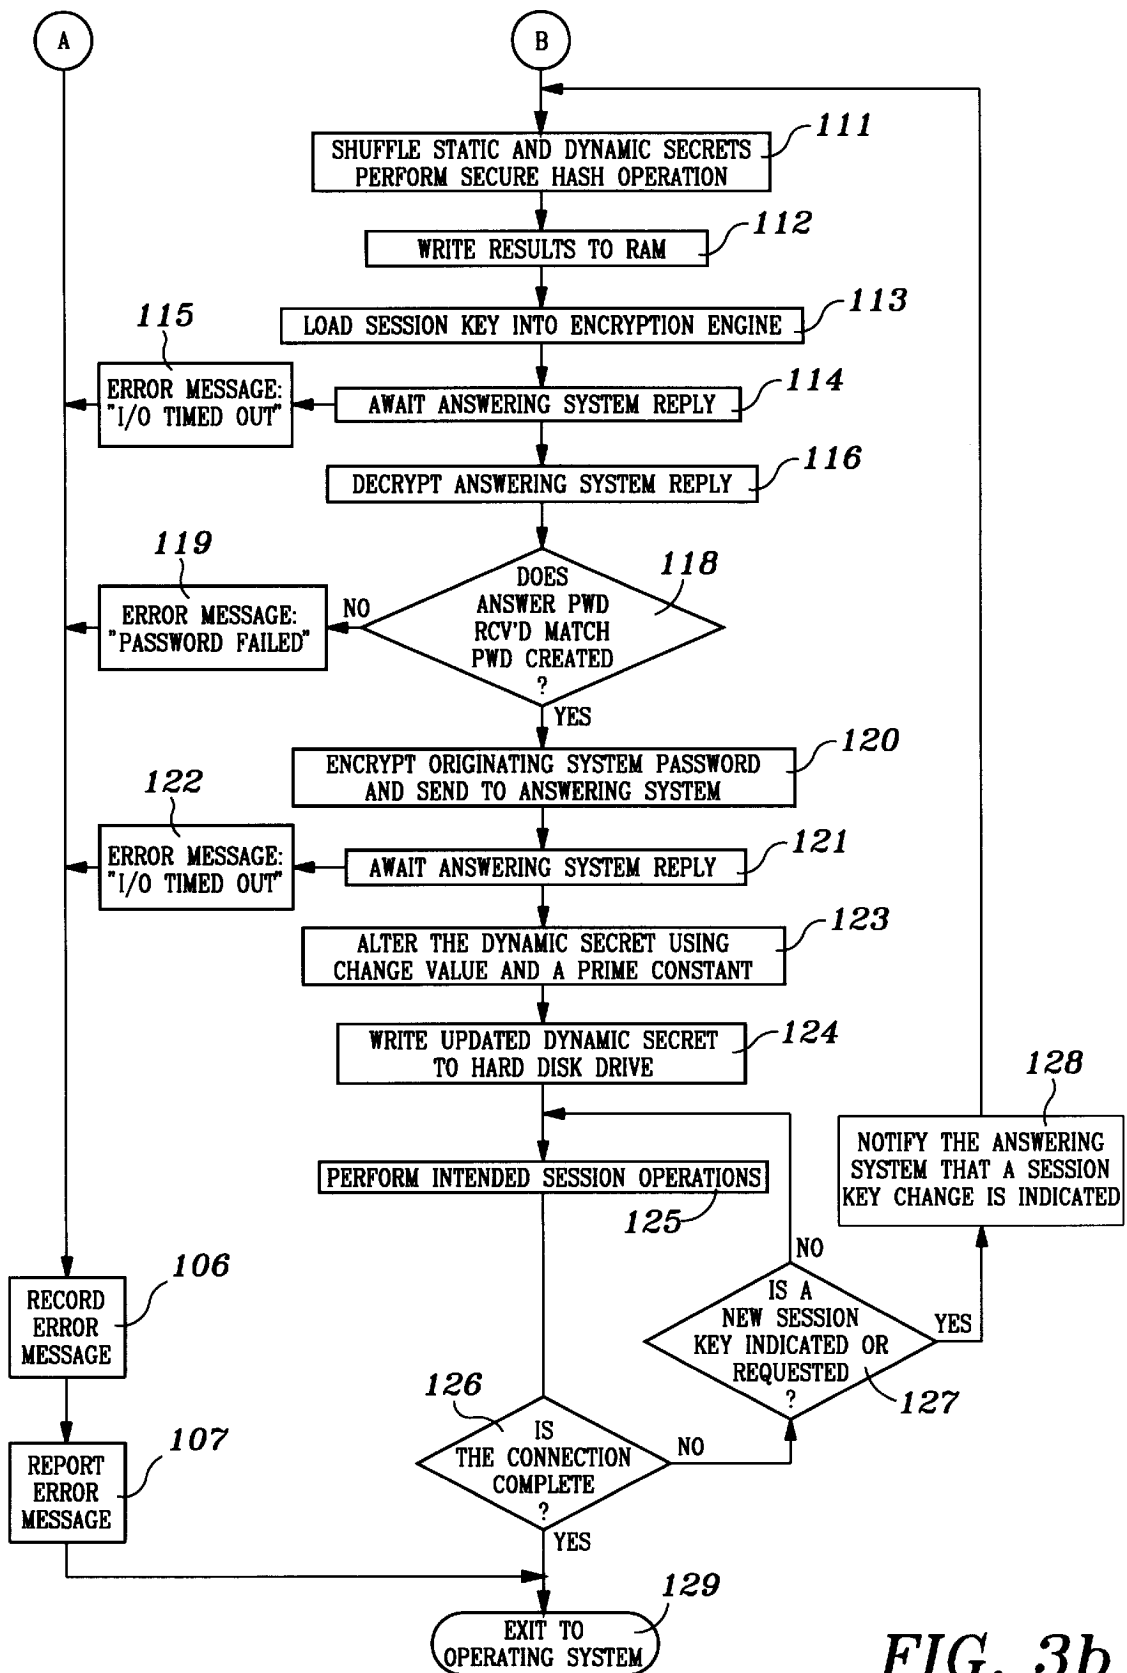 A
B
111
SHUFFLE STATIC AND DYNAMIC SECRETS
PERFORM SECURE HASH OPERATION
112
WRITE RESULTS TO RAM
113
LOAD SESSION KEY INTO ENCRYPTION ENGINE
115
ERROR MESSAGE:
"I/O TIMED OUT"
114
AWAIT ANSWERING SYSTEM REPLY
116
DECRYPT ANSWERING SYSTEM REPLY
119
ERROR MESSAGE:
"PASSWORD FAILED"
NO
118
DOES
ANSWER PWD
RCV'D MATCH
PWD CREATED
?
YES
120
ENCRYPT ORIGINATING SYSTEM PASSWORD
AND SEND TO ANSWERING SYSTEM
122
ERROR MESSAGE:
"I/O TIMED OUT"
121
AWAIT ANSWERING SYSTEM REPLY
123
ALTER THE DYNAMIC SECRET USING
CHANGE VALUE AND A PRIME CONSTANT
124
WRITE UPDATED DYNAMIC SECRET
TO HARD DISK DRIVE
128
NOTIFY THE ANSWERING
SYSTEM THAT A SESSION
KEY CHANGE IS INDICATED
PERFORM INTENDED SESSION OPERATIONS
125
NO
106
RECORD
ERROR
MESSAGE
IS A
NEW SESSION
KEY INDICATED OR
REQUESTED
?
YES
127
126
IS
THE CONNECTION
COMPLETE
?
NO
YES
107
REPORT
ERROR
MESSAGE
129
EXIT TO
OPERATING SYSTEM
FIG. 3b